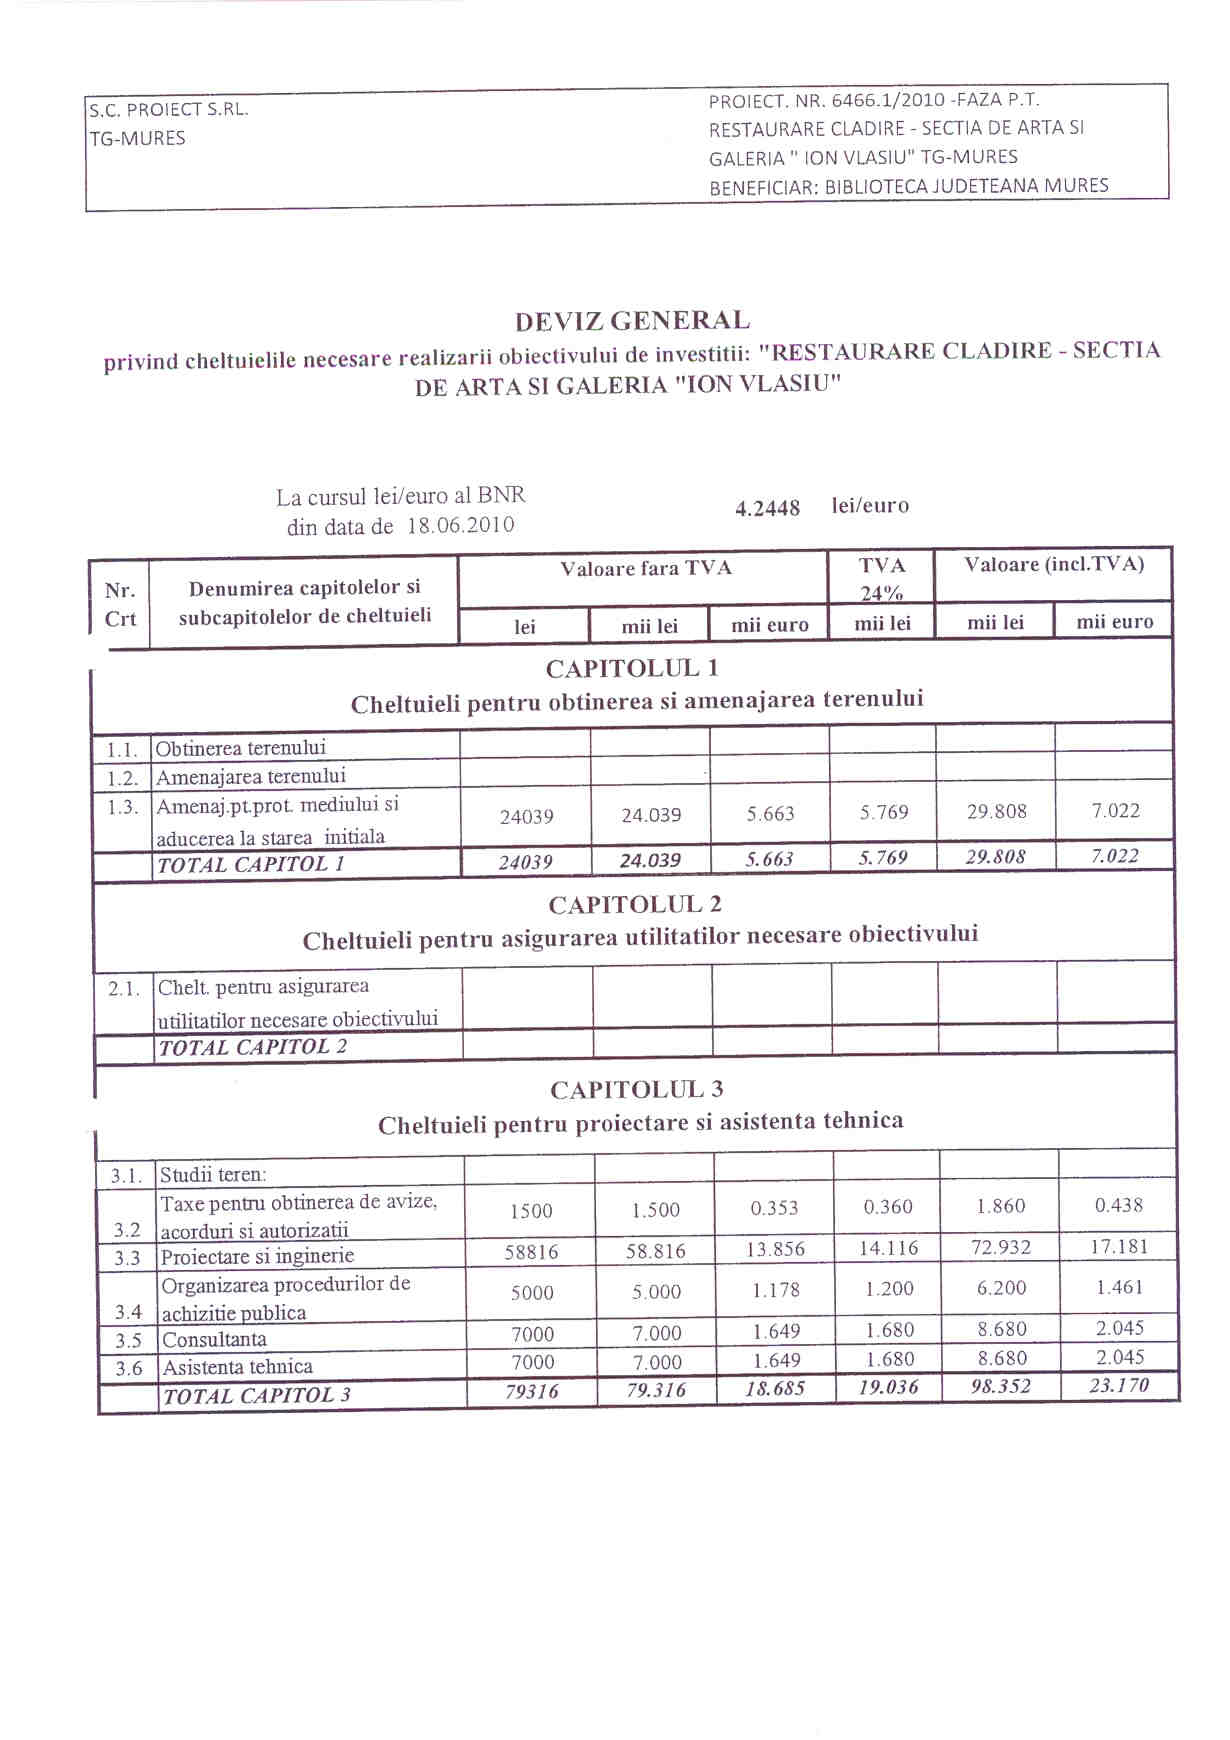 S.C. PROIECT S.RL.
TG-MURES
PROIECT. NR. 6466.1/2010 -FAZA P.T.
RESTAURARE CLADIRE - SECTIA DE ARTA SI
GALERIA " ION VLASIU" TG-MURES
BENEFICIAR: BIBLIOTECA JUDETEANA MURES
DEVIZ GENERAL
privind cheltuielile necesare realizarii obiectivului de investitii: "RESTAURARE CLADIRE - SECTIA
DE ARTA SI GALERIA "ION VLASIU"
La cursul lei/euro al BNR
din data de 18.06.2010
4.2448 lei/euro
Nr. Crt
Denumirea capitolelor si subcapitolelor de cheltuieli
Valoare fara TVA
TVA 24%
Valoare (incl.TVA)
lei mii lei mii euro mii lei mii lei mii euro
CAPITOLUL 1
Cheltuieli pentru obtinerea si amenajarea terenului
1.1. Obtinerea terenului
1.2. Amenajarea terenului
1.3. Amenaj.pt.prot. mediului si
aducerea la starea initiala
24039 24.039 5.663 5.769 29.808 7.022
TOTAL CAPITOL 1 24039 24.039 5.663 5.769 29.808 7.022
CAPITOLUL 2
Cheltuieli pentru asigurarea utilitatilor necesare obiectivului
2.1. Chelt. pentru asigurarea
utilitatilor necesare obiectivului
TOTAL CAPITOL 2
CAPITOLUL 3
Cheltuieli pentru proiectare si asistenta tehnica
3.1. Studii teren:
Taxe pentru obtinerea de avize,
3.2 acorduri si autorizatii
1500 1.500 0.353 0.360 1.860 0.438
3.3 Proiectare si inginerie 58816 58.816 13.856 14.116 72.932 17.181
Organizarea procedurilor de
3.4 achizitie publica
5000 5.000 1.178 1.200 6.200 1.461
3.5 Consultanta 7000 7.000 1.649 1.680 8.680 2.045
3.6 Asistenta tehnica 7000 7.000 1.649 1.680 8.680 2.045
TOTAL CAPITOL 3 79316 79.316 18.685 19.036 98.352 23.170